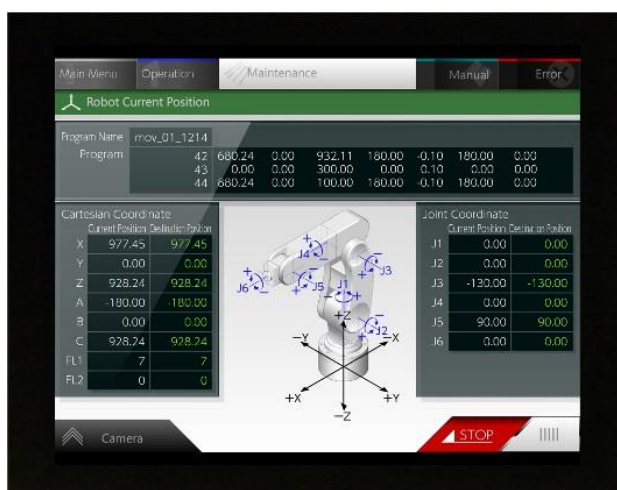 Main Menu Operation Maintenance Manual Error
Robot Current Position
Program Name mov_01_1214
Program 42 680.24 0.00 932.11 180.00 -0.10 180.00 0.00
43 0.00 0.00 300.00 0.00 0.10 0.00 0.00
44 680.24 0.00 100.00 180.00 -0.10 180.00 0.00
Cartesian Coordinate
Current Position Destination Position
X 977.45 977.45
Y 0.00 0.00
Z 928.24 928.24
A -180.00 -180.00
B 0.00 0.00
C 928.24 928.24
FL1 7 7
FL2 0 0
J4
J6
J5
J1
J3
J2
+Z
-Y
-X
+X
+Y
-Z
Joint Coordinate
Current Position Destination Position
J1 0.00 0.00
J2 0.00 0.00
J3 -130.00 -130.00
J4 0.00 0.00
J5 90.00 90.00
J6 0.00 0.00
Camera
STOP